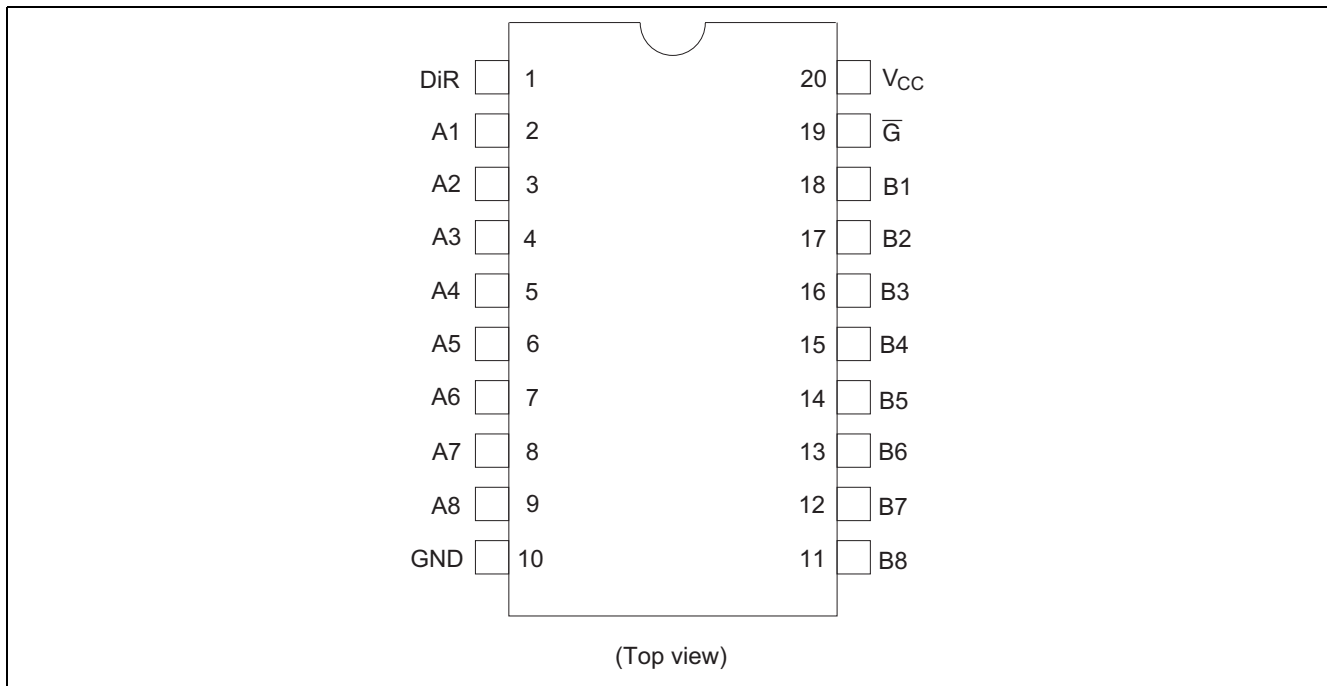 DiR 1 20 VCC
A1 2 19 G̅
A2 3 18 B1
A3 4 17 B2
A4 5 16 B3
A5 6 15 B4
A6 7 14 B5
A7 8 13 B6
A8 9 12 B7
GND 10 11 B8
(Top view)